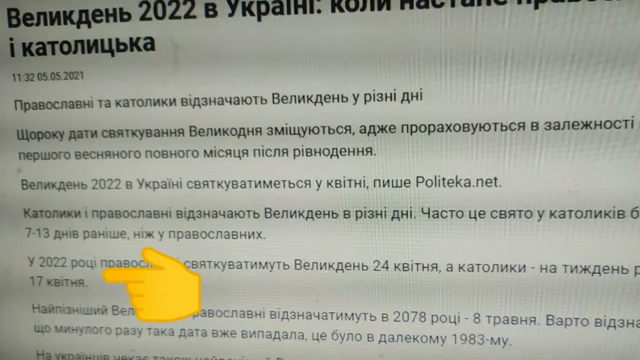 Великдень 2022 в Україні: коли настане
і католицька
11:32 05.05.2021
Православні та католики відзначають Великдень у різні дні
Щороку дати святкування Великодня зміщуються, адже прораховуються в залежності
першого весняного повного місяця після рівнодення.
Великдень 2022 в Україні святкуватиметься у квітні, пише Politeka.net.
Католики і православні відзначають Великдень в різні дні. Часто це свято у католиків
7-13 днів раніше, ніж у православних.
У 2022 році святкуватимуть Великдень 24 квітня, а католики - на тиждень
17 квітня.
Найпізніший православні відзначатимуть в 2078 році - 8 травня. Варто
що минулого разу така дата вже випадала, це було в далекому 1983-му.
На українців чекає також